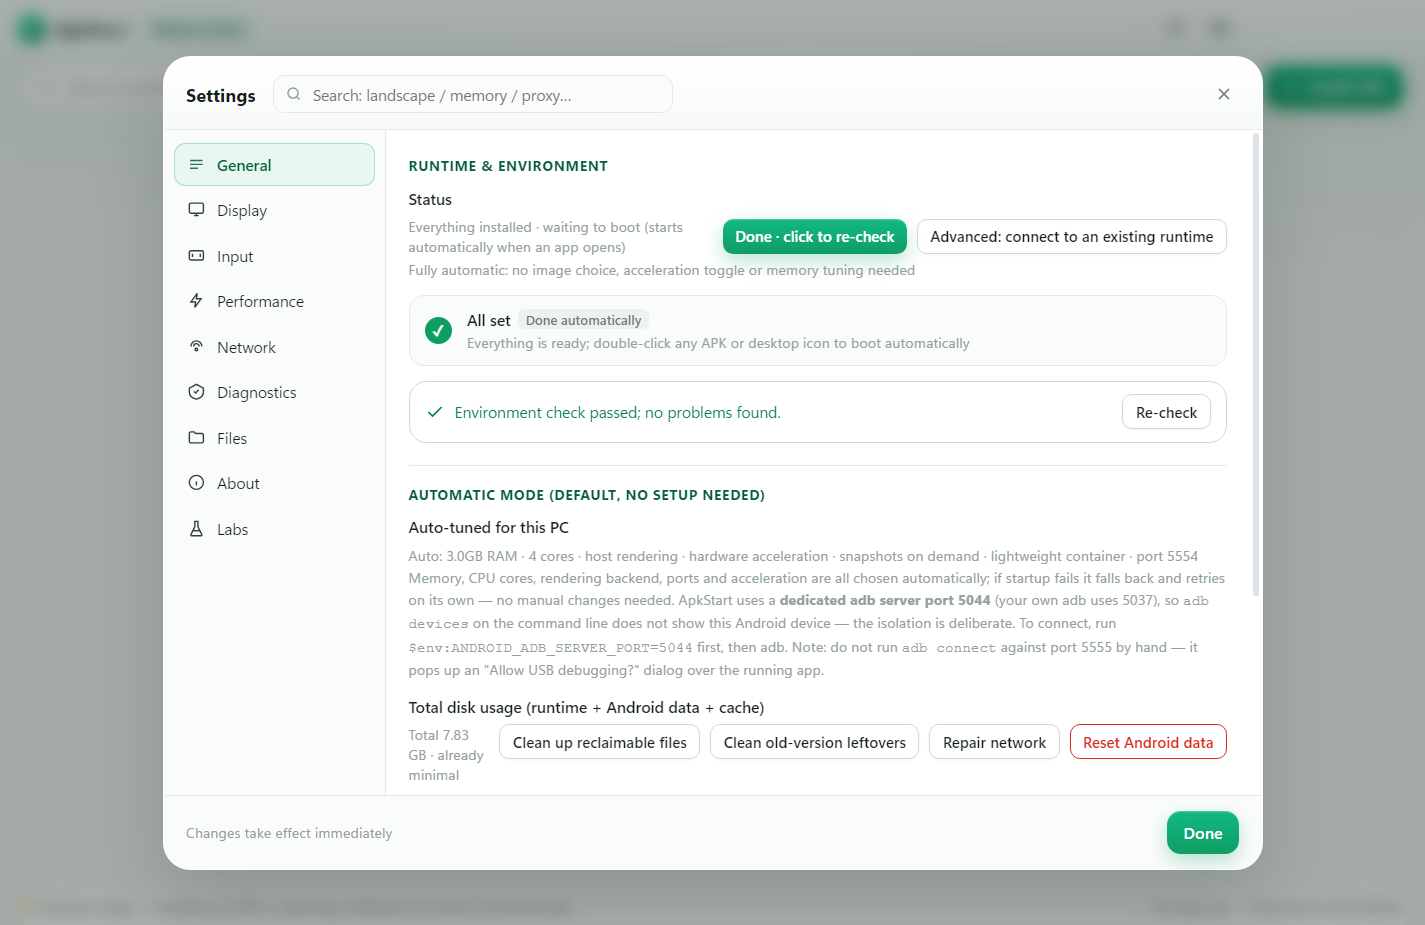 Settings
Search: landscape / memory / proxy...
General
Display
Input
Performance
Network
Diagnostics
Files
About
Labs
RUNTIME & ENVIRONMENT
Status
Everything installed · waiting to boot (starts
automatically when an app opens)
Done · click to re-check
Advanced: connect to an existing runtime
Fully automatic: no image choice, acceleration toggle or memory tuning needed
All set
Done automatically
Everything is ready; double-click any APK or desktop icon to boot automatically
Environment check passed; no problems found.
Re-check
AUTOMATIC MODE (DEFAULT, NO SETUP NEEDED)
Auto-tuned for this PC
Auto: 3.0GB RAM · 4 cores · host rendering · hardware acceleration · snapshots on demand · lightweight container · port 5554
Memory, CPU cores, rendering backend, ports and acceleration are all chosen automatically; if startup fails it falls back and retries
on its own — no manual changes needed. ApkStart uses a dedicated adb server port 5044 (your own adb uses 5037), so adb
devices on the command line does not show this Android device — the isolation is deliberate. To connect, run
$env:ANDROID_ADB_SERVER_PORT=5044 first, then adb. Note: do not run adb connect against port 5555 by hand — it
pops up an "Allow USB debugging?" dialog over the running app.
Total disk usage (runtime + Android data + cache)
Total 7.83
GB · already
minimal
Clean up reclaimable files
Clean old-version leftovers
Repair network
Reset Android data
Changes take effect immediately
Done